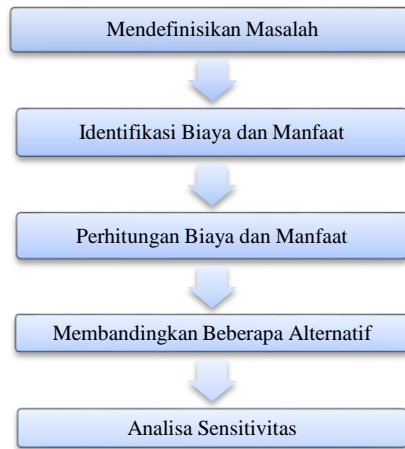 Mendefinisikan Masalah
Identifikasi Biaya dan Manfaat
Perhitungan Biaya dan Manfaat
Membandingkan Beberapa Alternatif
Analisa Sensitivitas